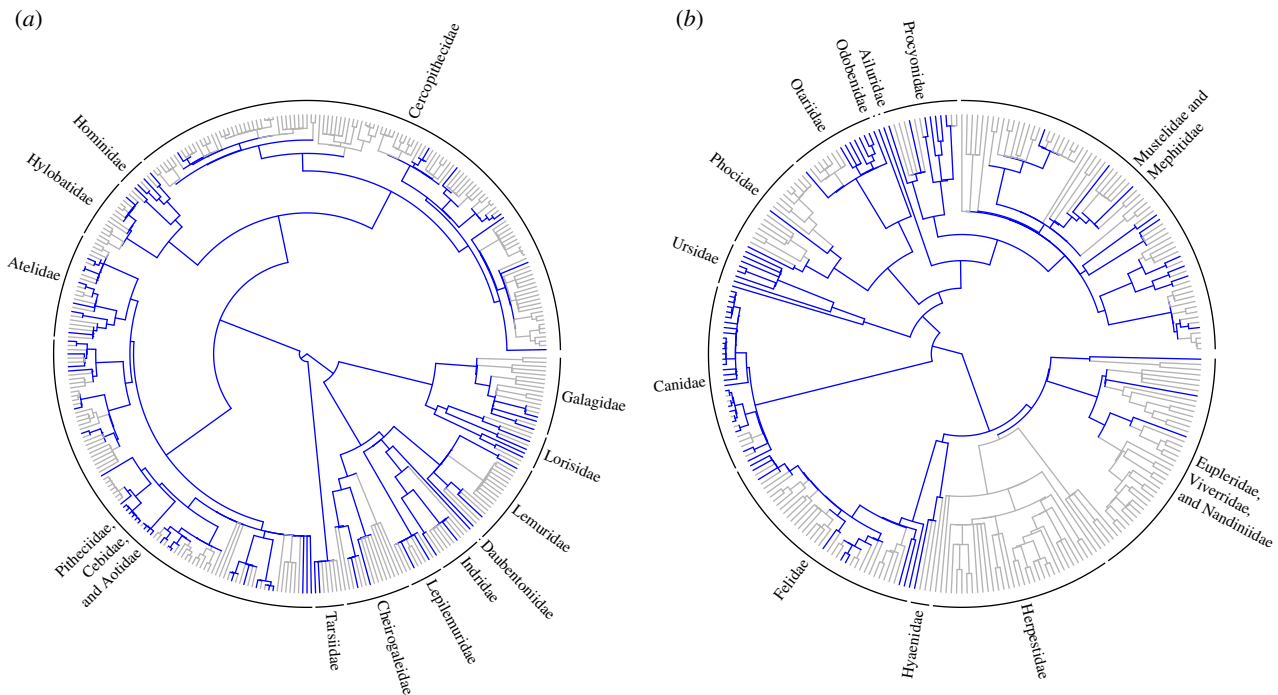 (a)
Cercopithecidae
Hominidae
Hylobatidae
Atelidae
Pitheciidae,
Cebidae,
and Aotidae
Tarsiidae
Cheirogaleidae
Lepilemuridae
Indridae
Daubentoniidae
Lemuridae
Lorisidae
Galagidae
(b)
Procyonidae
Ailuridae
Odobenidae
Otariidae
Phocidae
Ursidae
Canidae
Felidae
Hyaenidae
Herpestidae
Eupleridae,
Viverridae,
and Nandiniidae
Mustelidae and
Mephitidae